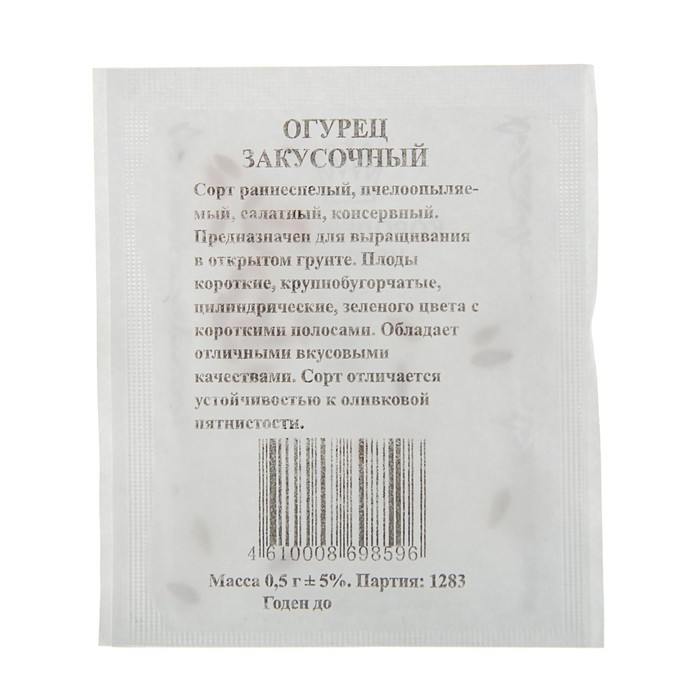 ОГУРЕЦ
ЗАКУСОЧНЫЙ
Сорт раннеспелый, пчелоопыляе-
мый, салатный, консервный.
Предназначен для выращивания
в открытом грунте. Плоды
короткие, крупнобугорчатые,
цилиндрические, зеленого цвета с
короткими полосами. Обладает
отличными вкусовыми
качествами. Сорт отличается
устойчивостью к оливковой
пятнистости.
4 610008 698596
Масса 0,5 г ± 5%. Партия: 1283
Годен до